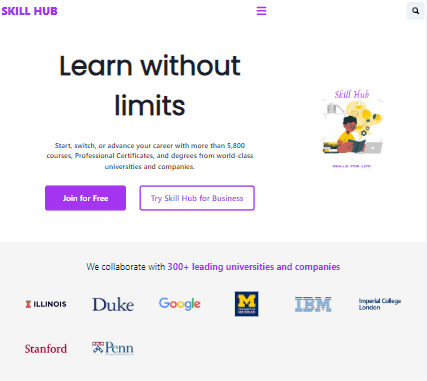 SKILL HUB
Learn without
limits
Start, switch, or advance your career with more than 5,800
courses, Professional Certificates, and degrees from world-class
universities and companies.
Join for Free
Try Skill Hub for Business
Skill Hub
SKILLS FOR LIFE
We collaborate with 300+ leading universities and companies
ILLINOIS
Duke
Google
M
UNIVERSITY OF
MICHIGAN
IBM
Imperial College
London
Stanford
Penn